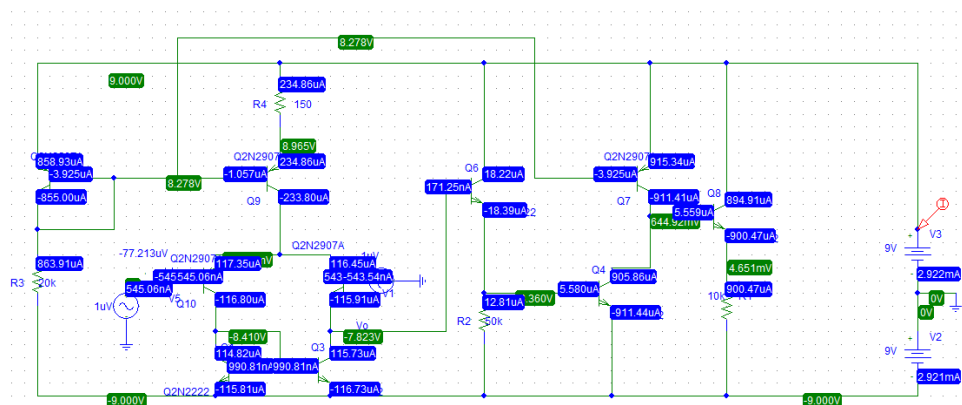 8.278V
9.000V
234.86uA
R4 150
8.965V
Q2N2907
234.86uA
-1.057uA
-233.80uA
Q9
858.93uA
-3.925uA
-855.00uA
8.278V
Q6
18.22uA
171.25nA
-18.39uA
Q2N2907
915.34uA
-3.925uA
Q7
-911.41uA
644.92mV
Q8
894.91uA
5.559uA
-900.47uA
4.651mV
900.47uA
10k
V3
9V
2.922mA
0V
0V
V2
9V
2.921mA
-9.000V
863.91uA
R3 20k
-77.213uV
545.06nA
1uV
V5
117.35uA
545.06nA
-116.80uA
Q10
Q2N2907A
116.45uA
1uV
-543.54nA
V1
-115.91uA
Vo
-8.410V
-7.823V
114.82uA
990.81nA
-115.81uA
Q2N2222
Q3
115.73uA
990.81nA
-116.73uA
12.81uA
R2
Q4
905.86uA
5.580uA
-911.44uA
-9.000V